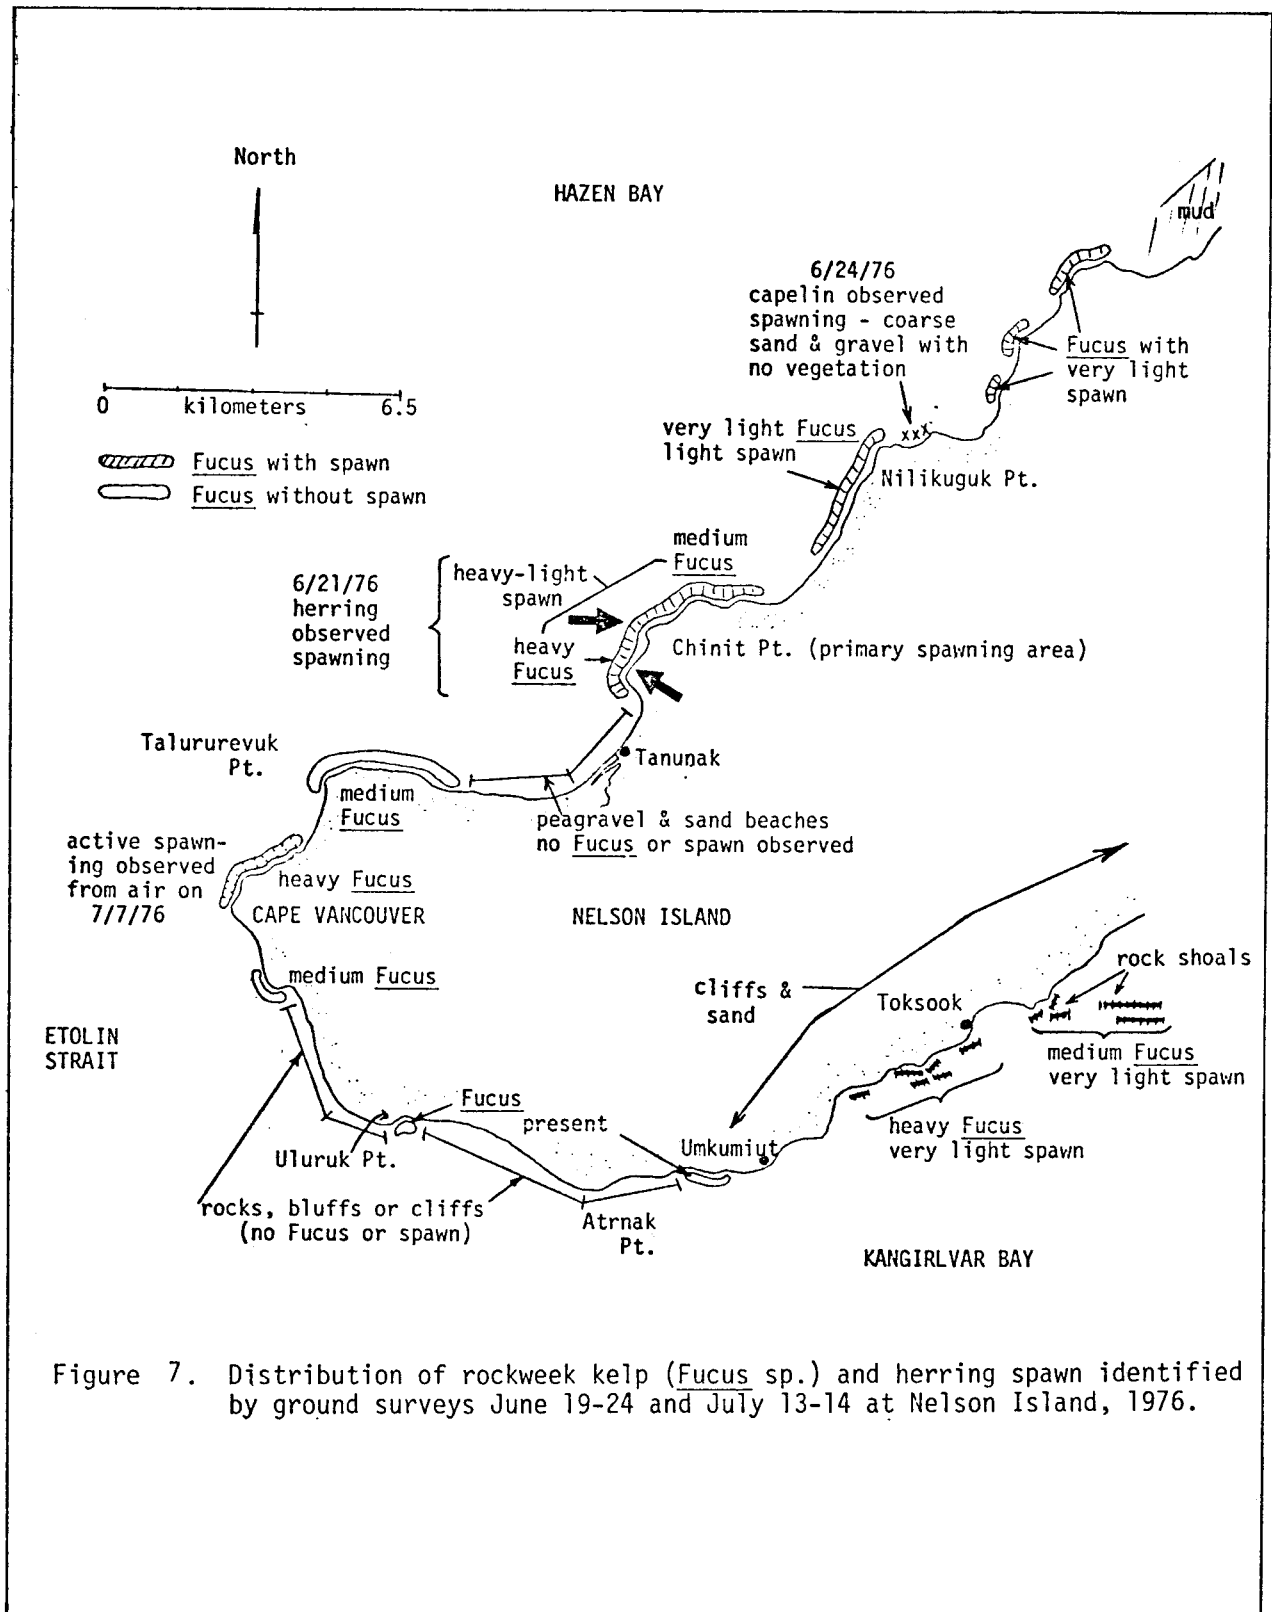 North
HAZEN BAY
mud
6/24/76
capelin observed
spawning - coarse
sand & gravel with
no vegetation
Fucus with
very light
spawn
0 kilometers 6.5
very light Fucus
light spawn
xxx
Nilikuguk Pt.
Fucus with spawn
Fucus without spawn
medium
Fucus
6/21/76
herring
observed
spawning
heavy-light
spawn
heavy
Fucus
Chinit Pt. (primary spawning area)
Talururevuk
Pt.
Tanunak
medium
Fucus
peagravel & sand beaches
no Fucus or spawn observed
active spawn-
ing observed
from air on
7/7/76
heavy Fucus
CAPE VANCOUVER
NELSON ISLAND
medium Fucus
cliffs &
sand
rock shoals
Toksook
ETOLIN
STRAIT
medium Fucus
very light spawn
Fucus
present
heavy Fucus
very light spawn
Umkumiut
Uluruk Pt.
rocks, bluffs or cliffs
(no Fucus or spawn)
Atrnak
Pt.
KANGIRLVAR BAY
Figure 7. Distribution of rockweek kelp (Fucus sp.) and herring spawn identified
by ground surveys June 19-24 and July 13-14 at Nelson Island, 1976.